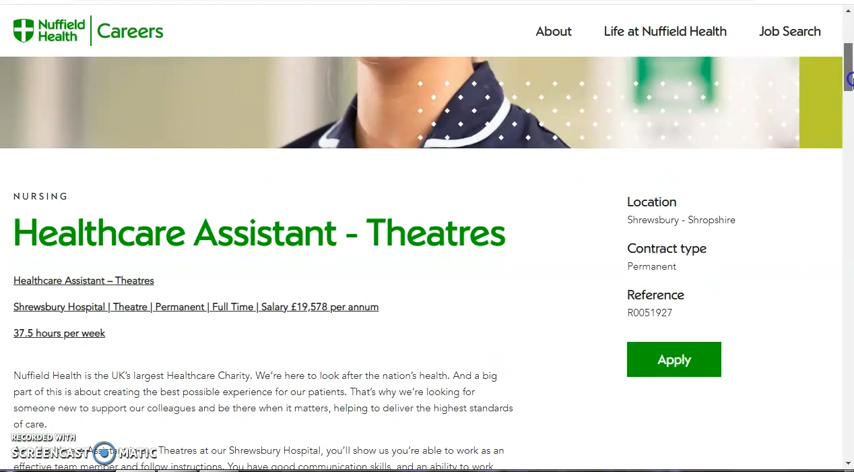 Nuffield Health Careers
About Life at Nuffield Health Job Search
NURSING
Healthcare Assistant - Theatres
Healthcare Assistant – Theatres
Shrewsbury Hospital | Theatre | Permanent | Full Time | Salary £19,578 per annum
37.5 hours per week
Nuffield Health is the UK's largest Healthcare Charity. We're here to look after the nation's health. And a big
part of this is about creating the best possible experience for our patients. That's why we're looking for
someone new to support our colleagues and be there when it matters, helping to deliver the highest standards
of care.
Theatres at our Shrewsbury Hospital, you'll show us you're able to work as an
effective team member and follow instructions. You have good communication skills, and an ability to work
Location
Shrewsbury - Shropshire
Contract type
Permanent
Reference
R0051927
Apply
RECORDED WITH
SCREENCAST MATIC